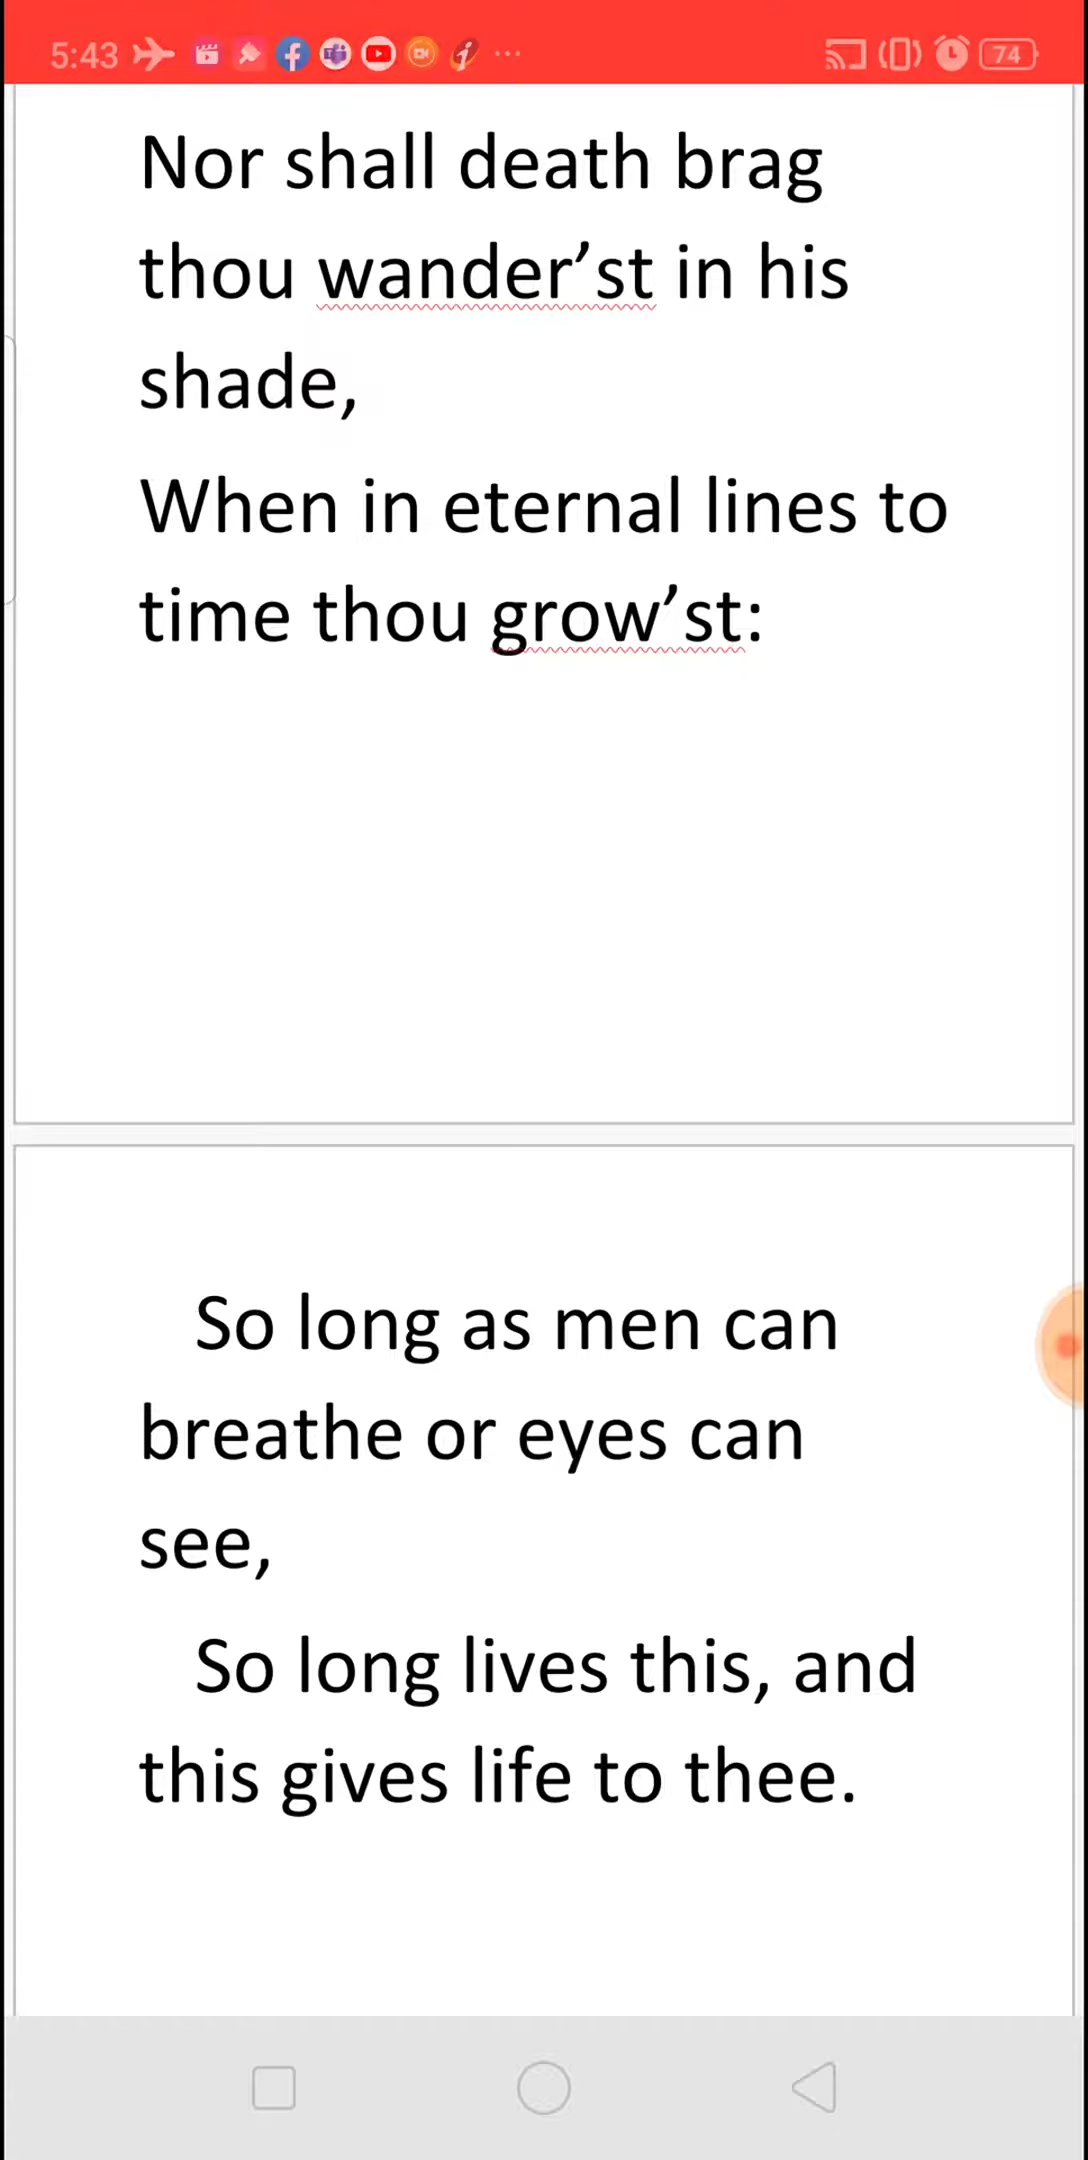 5:43
74
Nor shall death brag
thou wander’st in his
shade,
When in eternal lines to
time thou grow’st:
So long as men can
breathe or eyes can
see,
So long lives this, and
this gives life to thee.